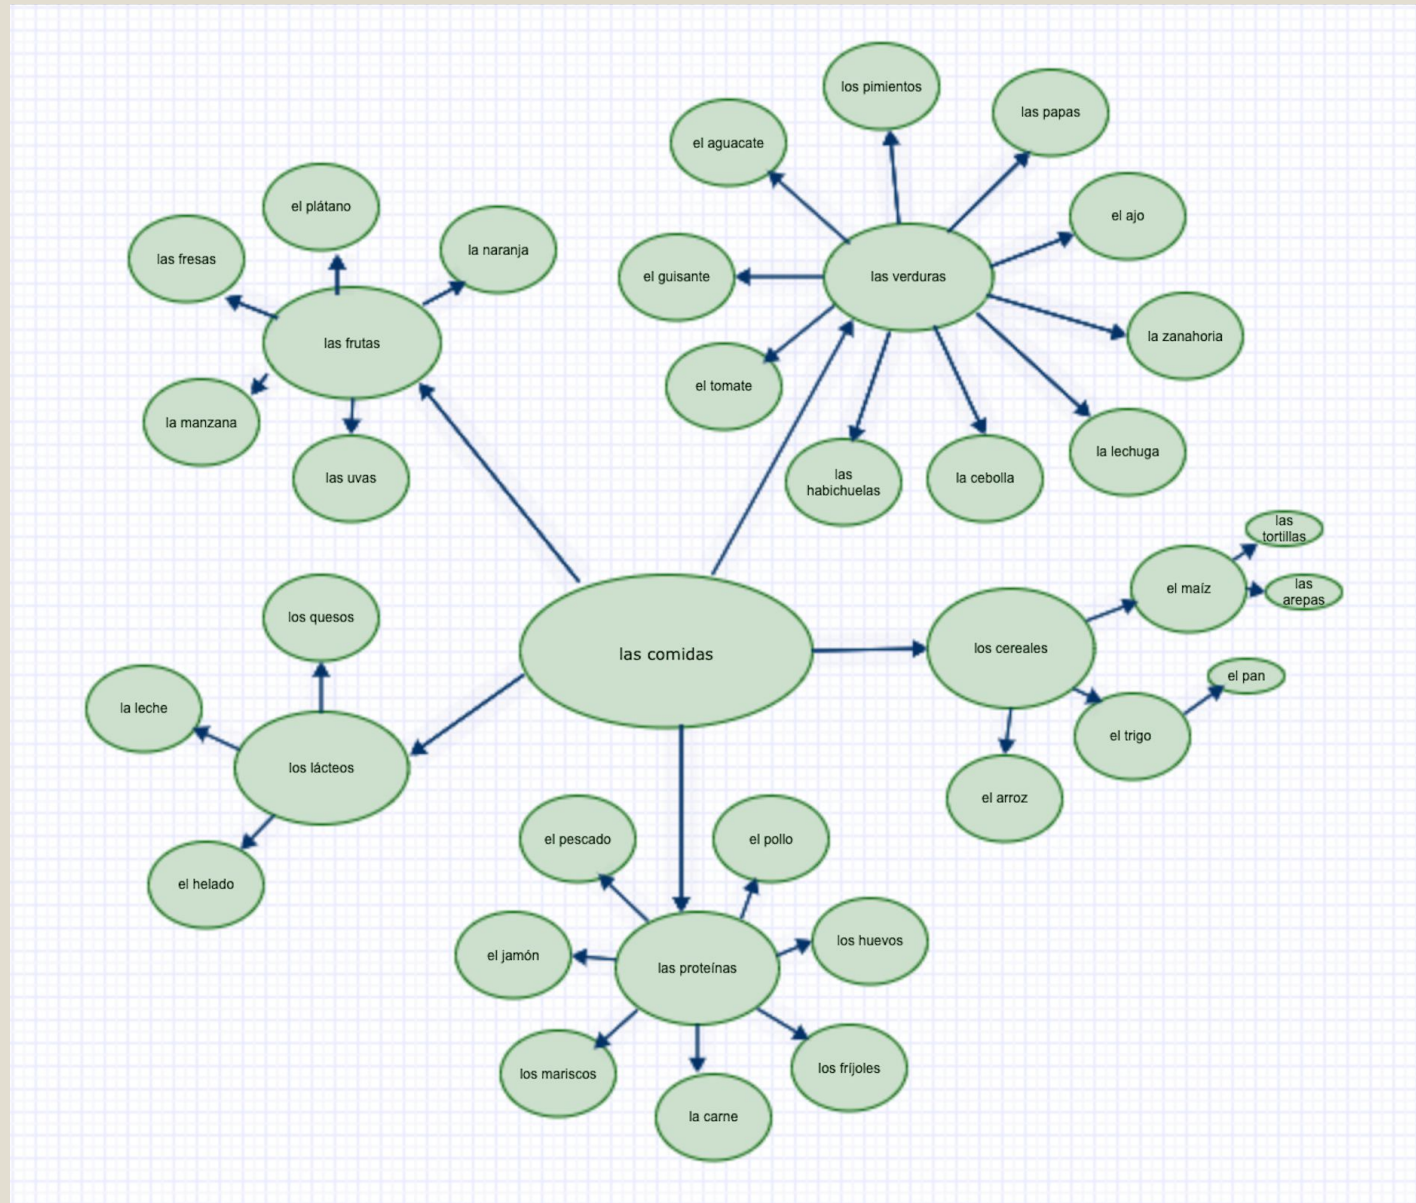 los pimientos
las papas
el aguacate
el ajo
el guisante
las verduras
la zanahoria
el tomate
la lechuga
las
habichuelas
la cebolla
el plátano
las fresas
la naranja
las frutas
la manzana
las uvas
las comidas
los cereales
el maíz
las
tortillas
las
arepas
el pan
el trigo
el arroz
los quesos
la leche
los lácteos
el helado
el pescado
el pollo
el jamón
las proteínas
los huevos
los mariscos
la carne
los fríjoles